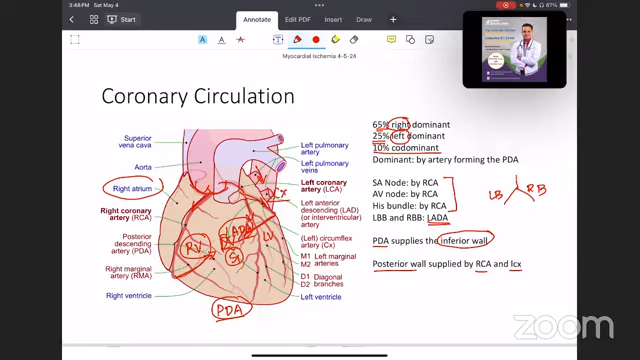 3:48 PM Sat May 4
87%
Start
Annotate
Edit PDF
Insert
Draw
Myocardial Ischemia 4-5-24
Coronary Circulation
Superior
vena cava
Aorta
Right atrium
Right coronary
artery (RCA)
Posterior
descending
artery (PDA)
Right marginal
artery (RMA)
Right ventricle
Left pulmonary
artery
Left pulmonary
veins
Left coronary
artery (LCA)
Left anterior
descending (LAD)
or interventricular)
artery
(Left) circumflex
artery (Cx)
M1 Left marginal
M2 arteries
D1 Diagonal
D2 branches
Left ventricle
LCx
LADA
RV
LV
PDA
65% right dominant
25% left dominant
10% codominant
Dominant: by artery forming the PDA
SA Node: by RCA
AV node: by RCA
His bundle: by RCA
LBB and RBB: LADA
LB RB
PDA supplies the inferior wall
Posterior wall supplied by RCA and lcx
zoom